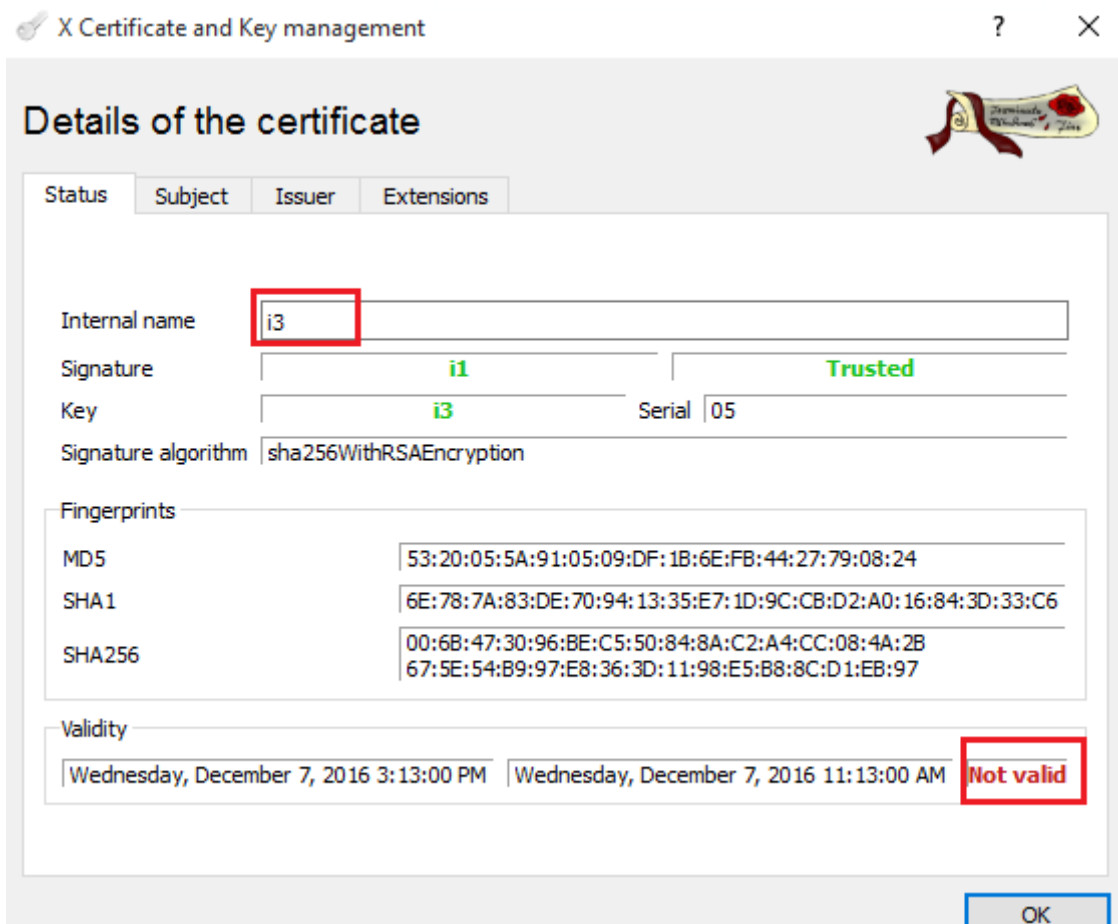 X Certificate and Key management ?
Details of the certificate
Status Subject Issuer Extensions
Internal name i3
Signature i1 Trusted
Key i3 Serial 05
Signature algorithm sha256WithRSAEncryption
Fingerprints
MD5 53:20:05:5A:91:05:09:DF:1B:6E:FB:44:27:79:08:24
SHA1 6E:78:7A:83:DE:70:94:13:35:E7:1D:9C:CB:D2:A0:16:84:3D:33:C6
SHA256 00:6B:47:30:96:BE:C5:50:84:8A:C2:A4:CC:08:4A:2B
67:5E:54:B9:97:E8:36:3D:11:98:E5:B8:8C:D1:EB:97
Validity
Wednesday, December 7, 2016 3:13:00 PM Wednesday, December 7, 2016 11:13:00 AM Not valid
OK